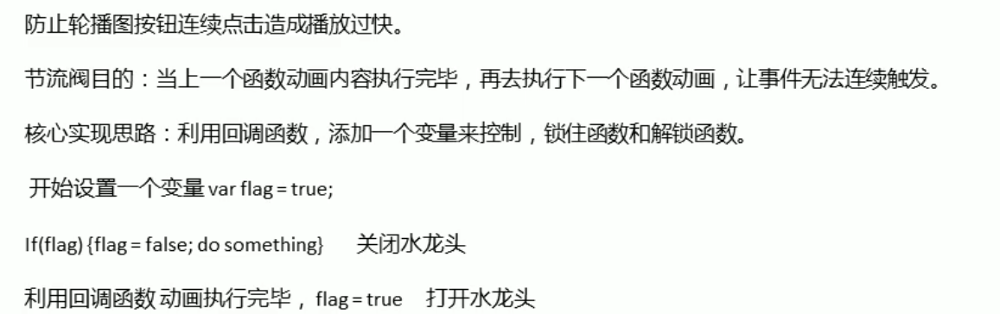 防止轮播图按钮连续点击造成播放过快。
节流阀目的：当上一个函数动画内容执行完毕，再去执行下一个函数动画，让事件无法连续触发。
核心实现思路：利用回调函数，添加一个变量来控制，锁住函数和解锁函数。
开始设置一个变量 var flag = true;
If(flag) {flag = false; do something} 关闭水龙头
利用回调函数 动画执行完毕， flag = true 打开水龙头